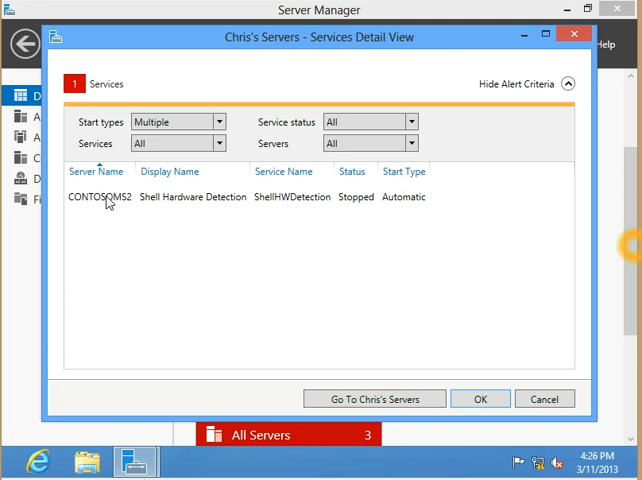 Server Manager
Chris's Servers - Services Detail View
Help
D
1 Services
Hide Alert Criteria
A
Start types Multiple
Service status All
A
Services All
Servers All
C
Server Name Display Name Service Name Status Start Type
D
CONTOSOMS2 Shell Hardware Detection ShellHWDetection Stopped Automatic
Fi
Go To Chris's Servers
OK
Cancel
All Servers 3
4:26 PM
3/11/2013